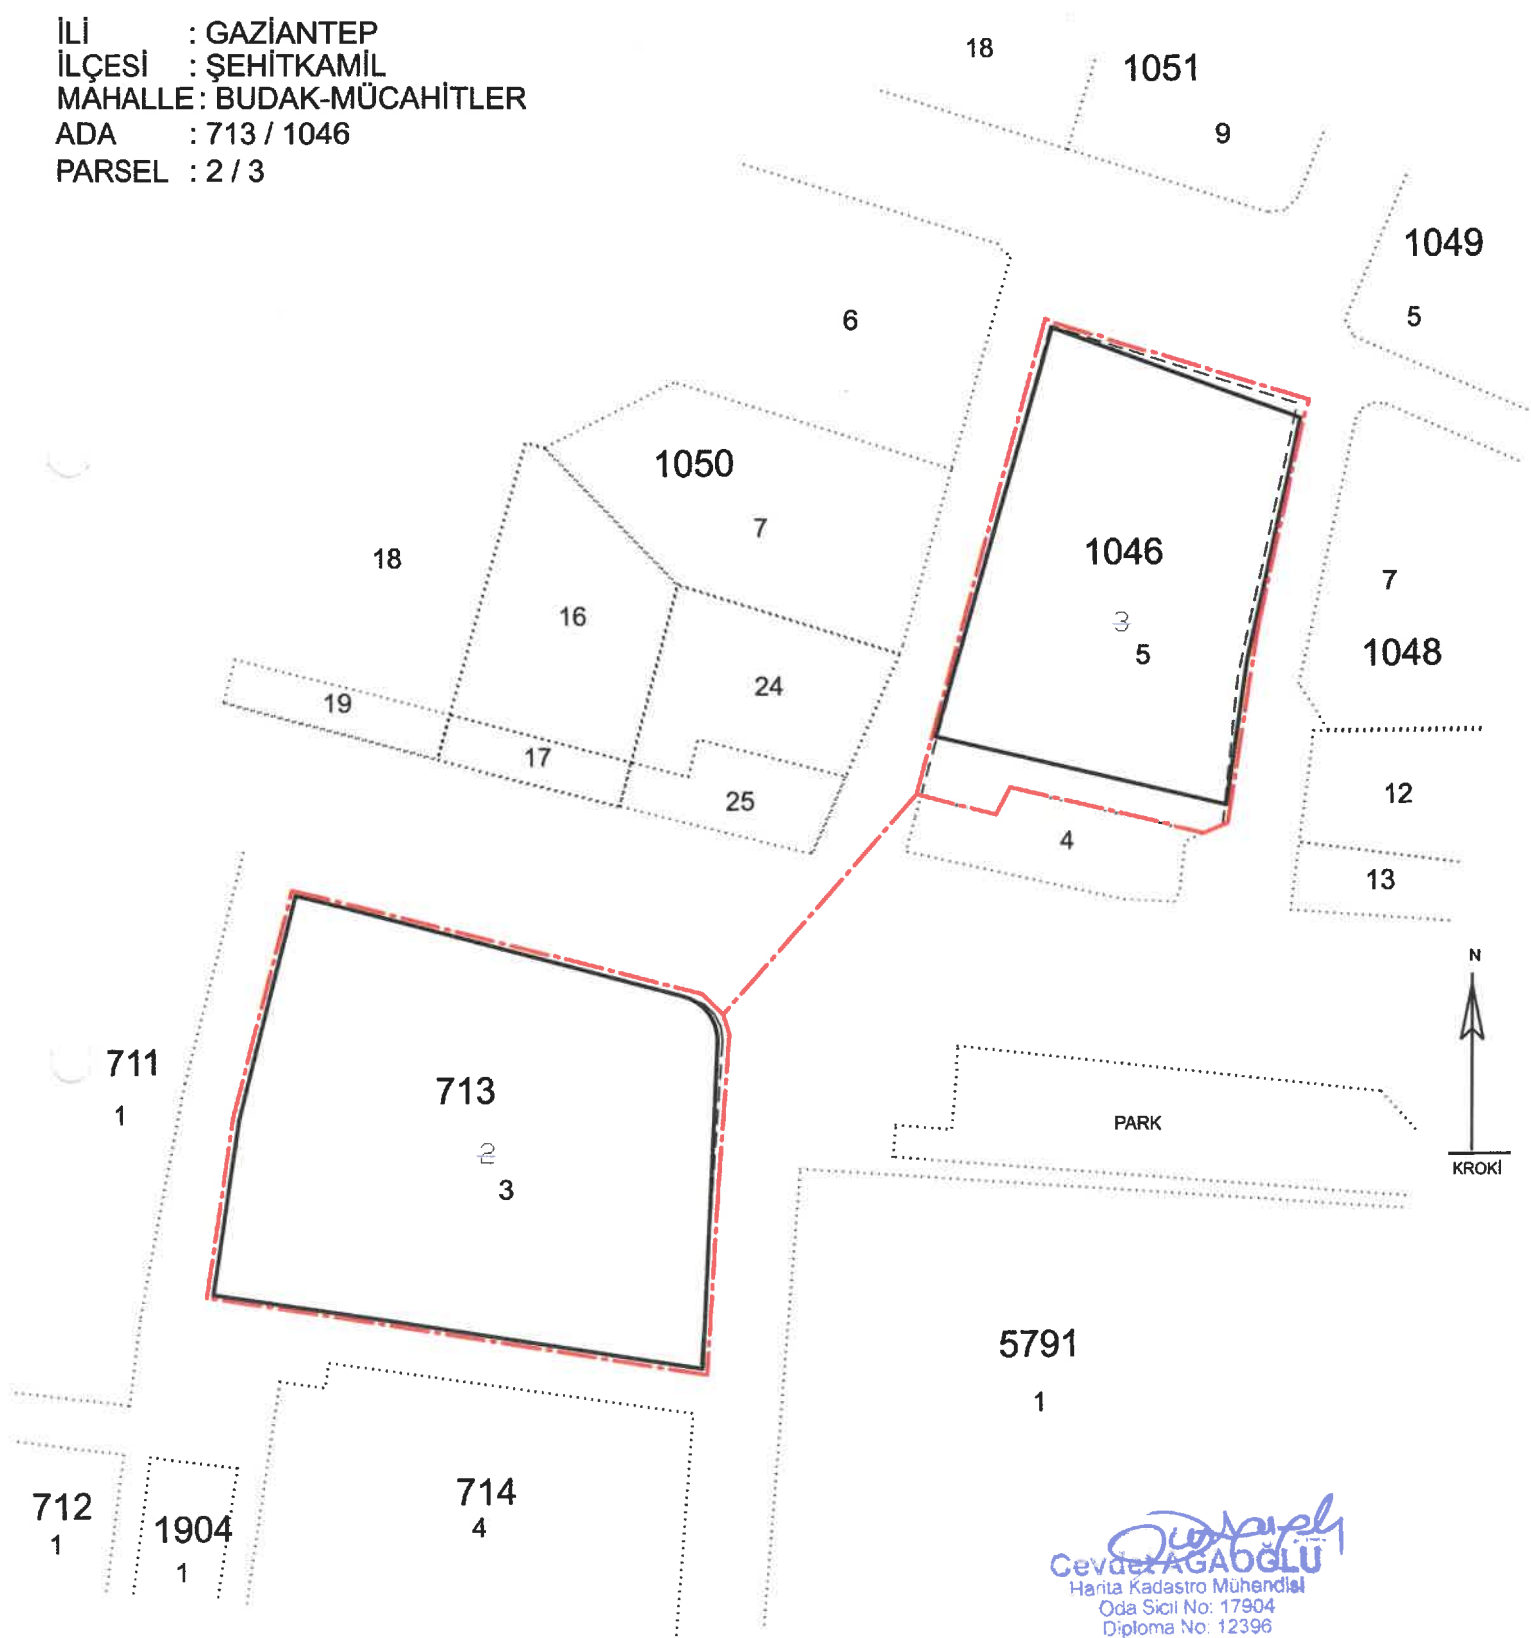 İLİ : GAZİANTEP
İLÇESİ : ŞEHİTKAMİL
MAHALLE : BUDAK-MÜCAHİTLER
ADA : 713 / 1046
PARSEL : 2 / 3
18
1051
9
1049
5
6
1050
7
18
16
1046
3
5
7
1048
24
19
17
25
12
4
13
N
KROKİ
711
1
713
2
3
PARK
5791
1
712
1
1904
1
714
4
Cevdet AĞAOĞLU
Harita Kadastro Mühendisi
Oda Sicil No: 17904
Diploma No: 12396